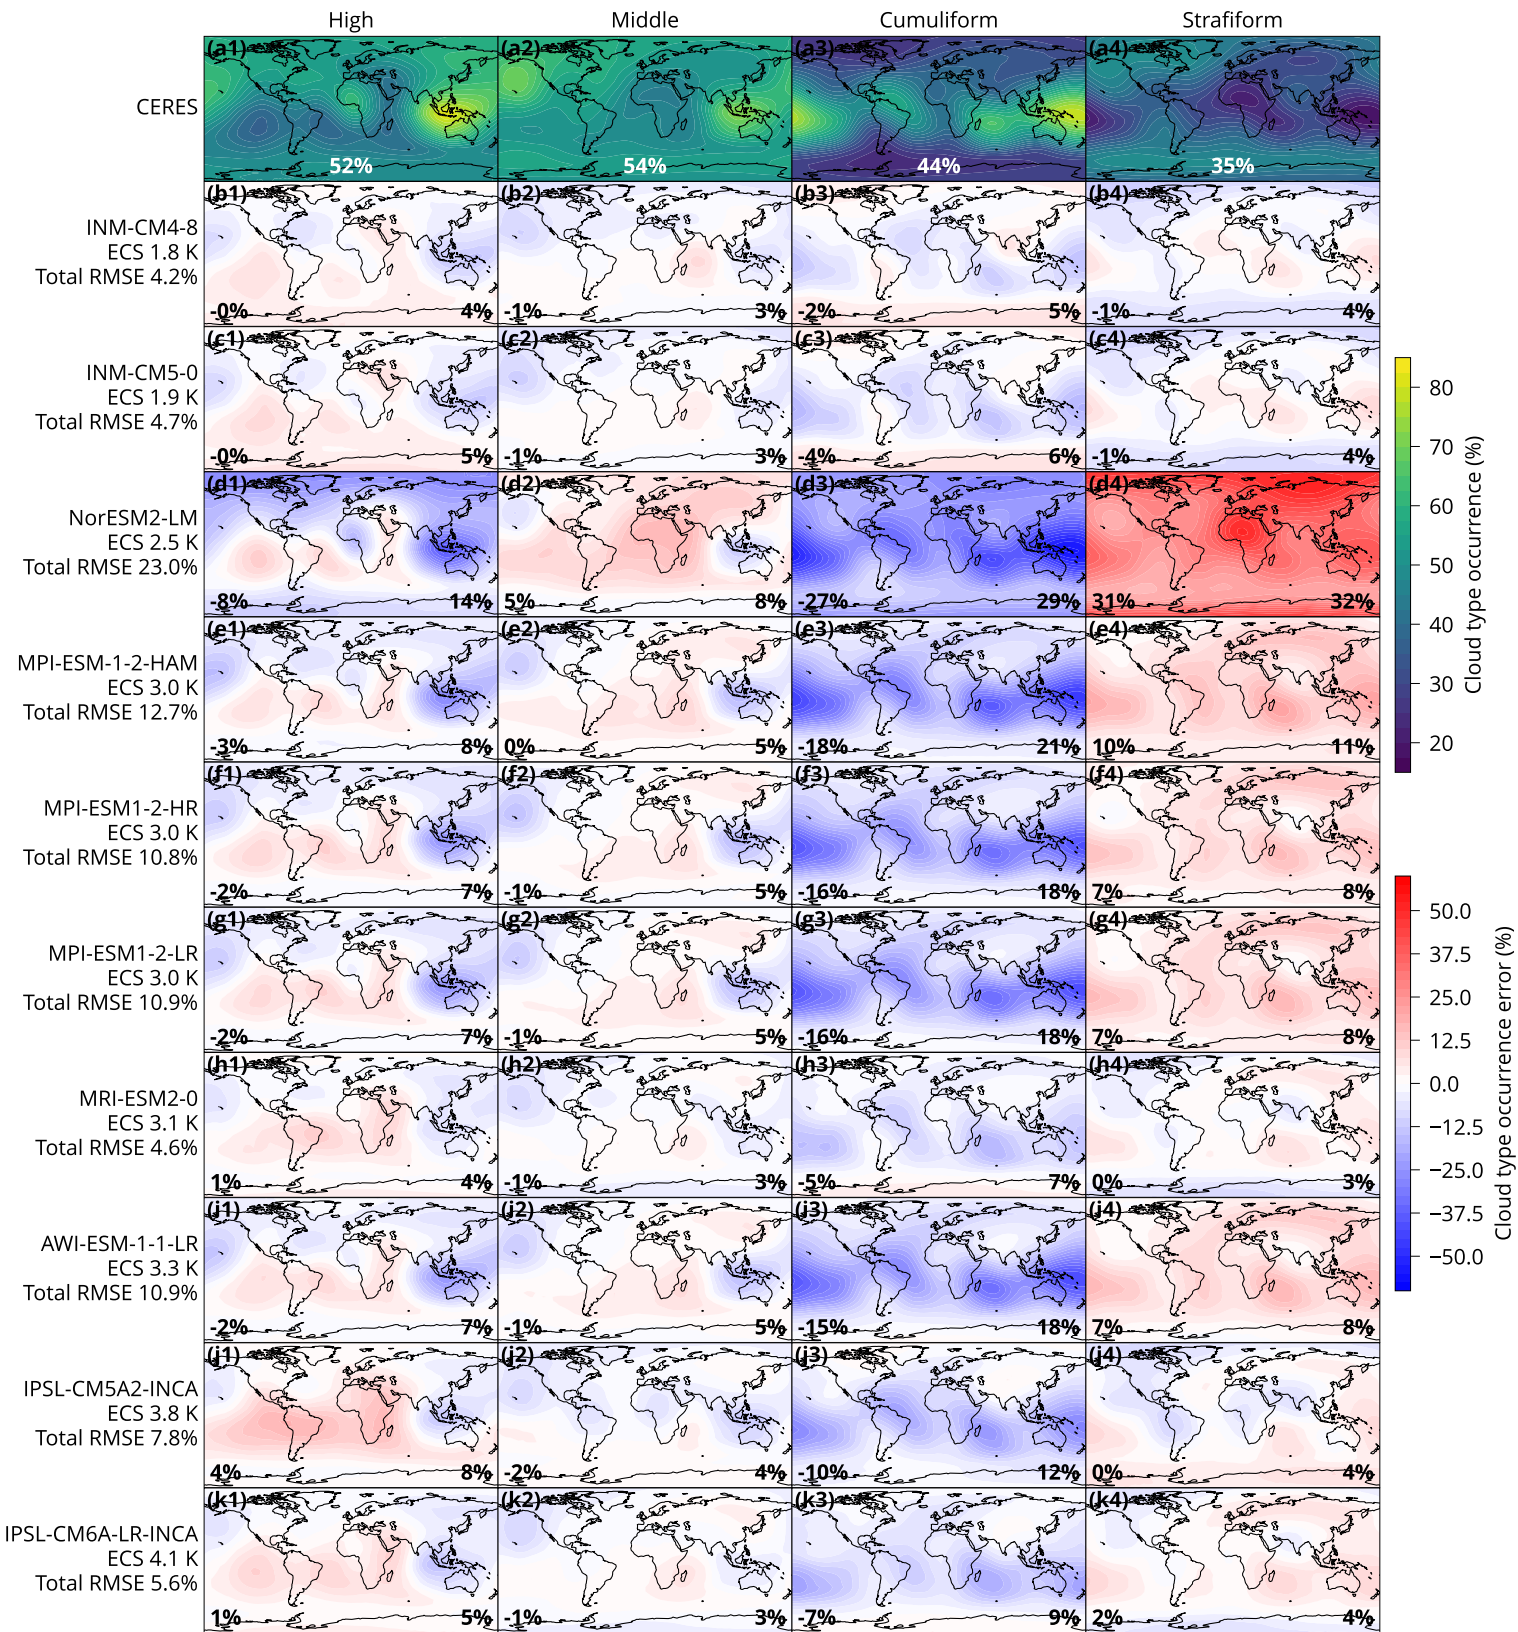 High Middle Cumuliform Strafiform
(a1) (a2) (a3) (a4)
CERES
52% 54% 44% 35%
(b1) (b2) (b3) (b4)
INM-CM4-8
ECS 1.8 K
Total RMSE 4.2%
-0% 4% -1% 3% -2% 5% -1% 4%
(c1) (c2) (c3) (c4)
INM-CM5-0
ECS 1.9 K
Total RMSE 4.7%
-0% 5% -1% 3% -4% 6% -1% 4%
(d1) (d2) (d3) (d4)
NorESM2-LM
ECS 2.5 K
Total RMSE 23.0%
-8% 14% 5% 8% -27% 29% 31% 32%
(e1) (e2) (e3) (e4)
MPI-ESM-1-2-HAM
ECS 3.0 K
Total RMSE 12.7%
-3% 8% 0% 5% -18% 21% 10% 11%
(f1) (f2) (f3) (f4)
MPI-ESM1-2-HR
ECS 3.0 K
Total RMSE 10.8%
-2% 7% -1% 5% -16% 18% 7% 8%
(g1) (g2) (g3) (g4)
MPI-ESM1-2-LR
ECS 3.0 K
Total RMSE 10.9%
-2% 7% -1% 5% -16% 18% 7% 8%
(h1) (h2) (h3) (h4)
MRI-ESM2-0
ECS 3.1 K
Total RMSE 4.6%
1% 4% -1% 3% -5% 7% 0% 3%
(i1) (i2) (i3) (i4)
AWI-ESM-1-1-LR
ECS 3.3 K
Total RMSE 10.9%
-2% 7% -1% 5% -15% 18% 7% 8%
(j1) (j2) (j3) (j4)
IPSL-CM5A2-INCA
ECS 3.8 K
Total RMSE 7.8%
4% 8% -2% 4% -10% 12% 0% 4%
(k1) (k2) (k3) (k4)
IPSL-CM6A-LR-INCA
ECS 4.1 K
Total RMSE 5.6%
1% 5% -1% 3% -7% 9% 2% 4%
80
70
60
50
40
30
20
Cloud type occurrence (%)
50.0
37.5
25.0
12.5
0.0
−12.5
−25.0
−37.5
−50.0
Cloud type occurrence error (%)